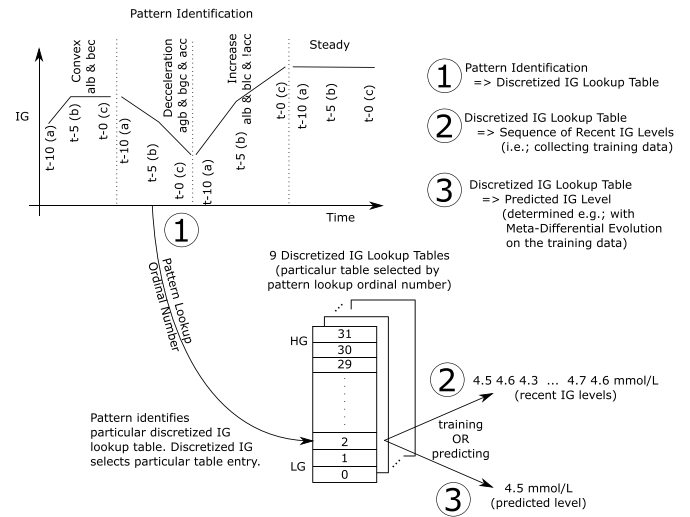 Pattern Identification
IG
Convex
alb & bec
Decceleration
agb & bgc & acc
Increase
alb & blc & !acc
Steady
t-10 (a)
t-5 (b)
t-0 (c)
t-10 (a)
t-5 (b)
t-0 (c)
t-10 (a)
t-5 (b)
t-0 (c)
t-10 (a)
t-5 (b)
t-0 (c)
Time
1
Pattern Identification
=> Discretized IG Lookup Table
2
Discretized IG Lookup Table
=> Sequence of Recent IG Levels
(i.e.; collecting training data)
3
Discretized IG Lookup Table
=> Predicted IG Level
(determined e.g.; with
Meta-Differential Evolution
on the training data)
1
Pattern Lookup
Ordinal Number
9 Discretized IG Lookup Tables
(particalur table selected by
pattern lookup ordinal number)
HG
31
30
29
2
1
LG
0
Pattern identifies
particular discretized IG
lookup table. Discretized IG
selects particular table entry.
2
4.5 4.6 4.3 ... 4.7 4.6 mmol/L
(recent IG levels)
training
OR
predicting
3
4.5 mmol/L
(predicted level)